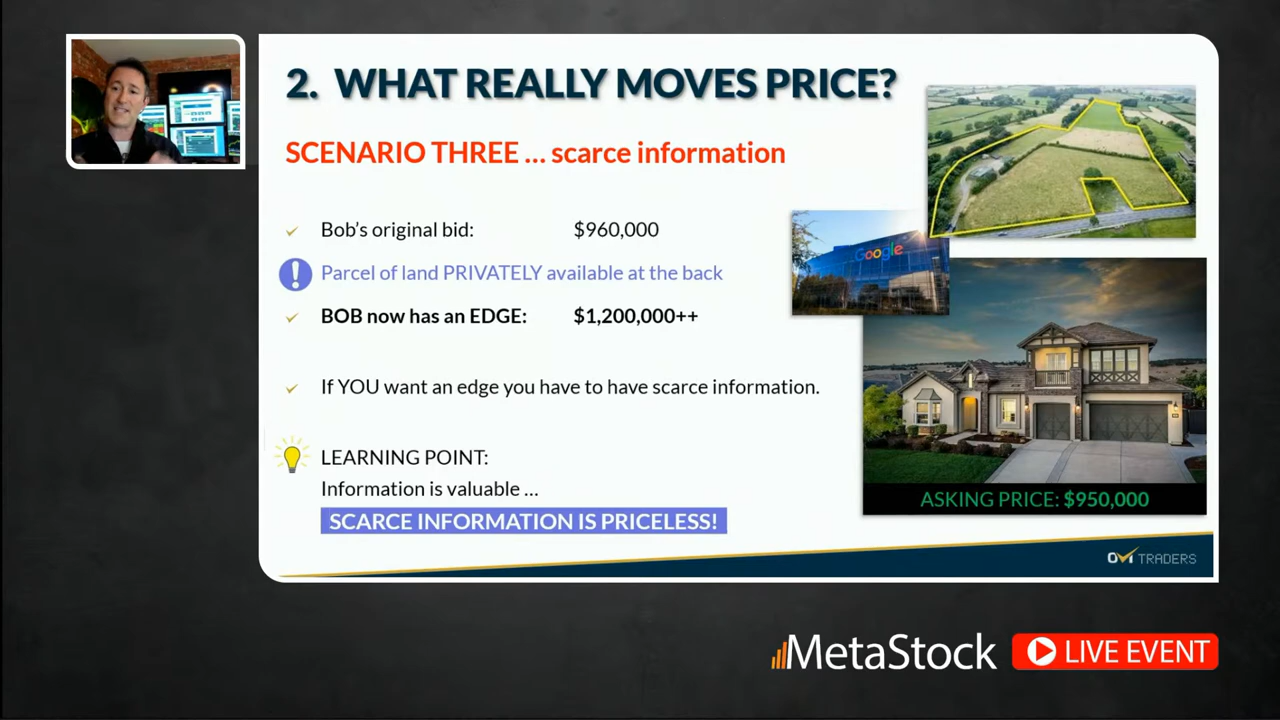 2. WHAT REALLY MOVES PRICE?
SCENARIO THREE ... scarce information
Bob's original bid: $960,000
Parcel of land PRIVATELY available at the back
BOB now has an EDGE: $1,200,000++
If YOU want an edge you have to have scarce information.
LEARNING POINT:
Information is valuable ...
SCARCE INFORMATION IS PRICELESS!
Google
ASKING PRICE: $950,000
OVI TRADERS
MetaStock
LIVE EVENT